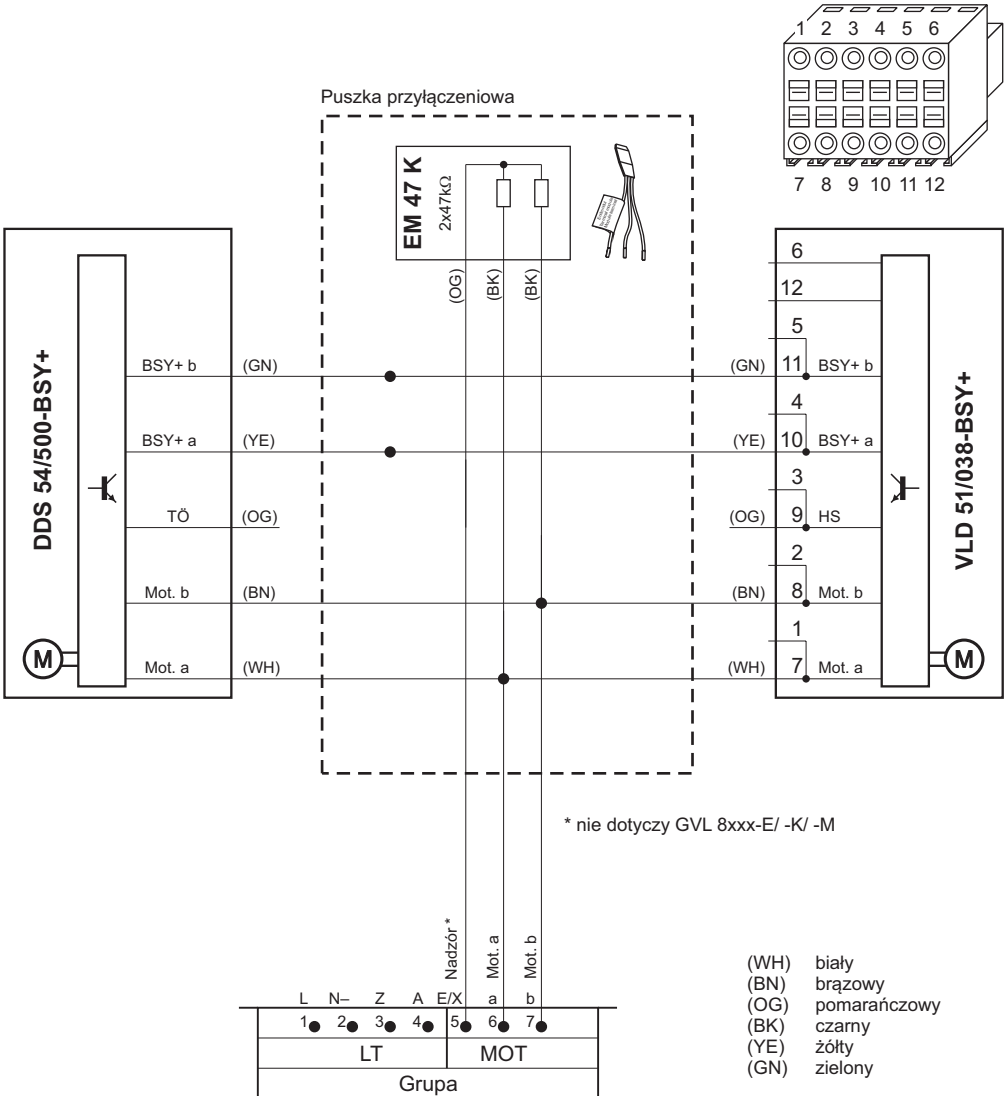 1 2 3 4 5 6
7 8 9 10 11 12
Puszka przyłączeniowa
EM 47 K
2x47kΩ
(OG)
(BK)
(BK)
DDS 54/500-BSY+
BSY+ b (GN)
BSY+ a (YE)
TÖ (OG)
Mot. b (BN)
Mot. a (WH)
M
6
12
5
(GN) 11 BSY+ b
4
(YE) 10 BSY+ a
3
(OG) 9 HS
2
(BN) 8 Mot. b
1
(WH) 7 Mot. a
VLD 51/038-BSY+
M
* nie dotyczy GVL 8xxx-E/ -K/ -M
Nadzór *
Mot. a
Mot. b
L N– Z A E/X a b
1 2 3 4 5 6 7
LT MOT
Grupa
(WH) biały
(BN) brązowy
(OG) pomarańczowy
(BK) czarny
(YE) żółty
(GN) zielony